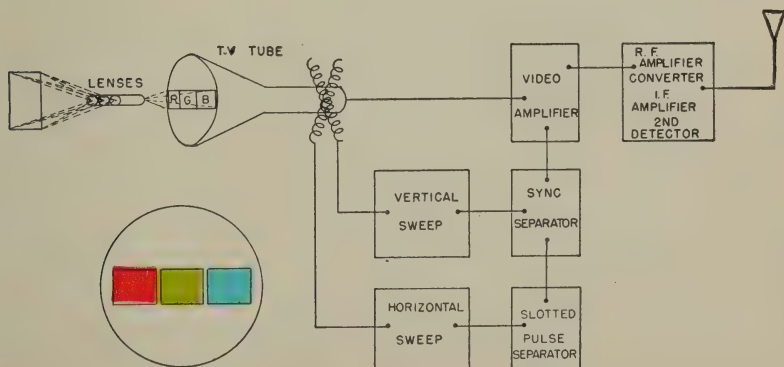 T.V TUBE
LENSES
R G B
VIDEO
AMPLIFIER
R. F.
AMPLIFIER
CONVERTER
I.F.
AMPLIFIER
2ND
DETECTOR
VERTICAL
SWEEP
SYNC
SEPARATOR
HORIZONTAL
SWEEP
SLOTTED
PULSE
SEPARATOR